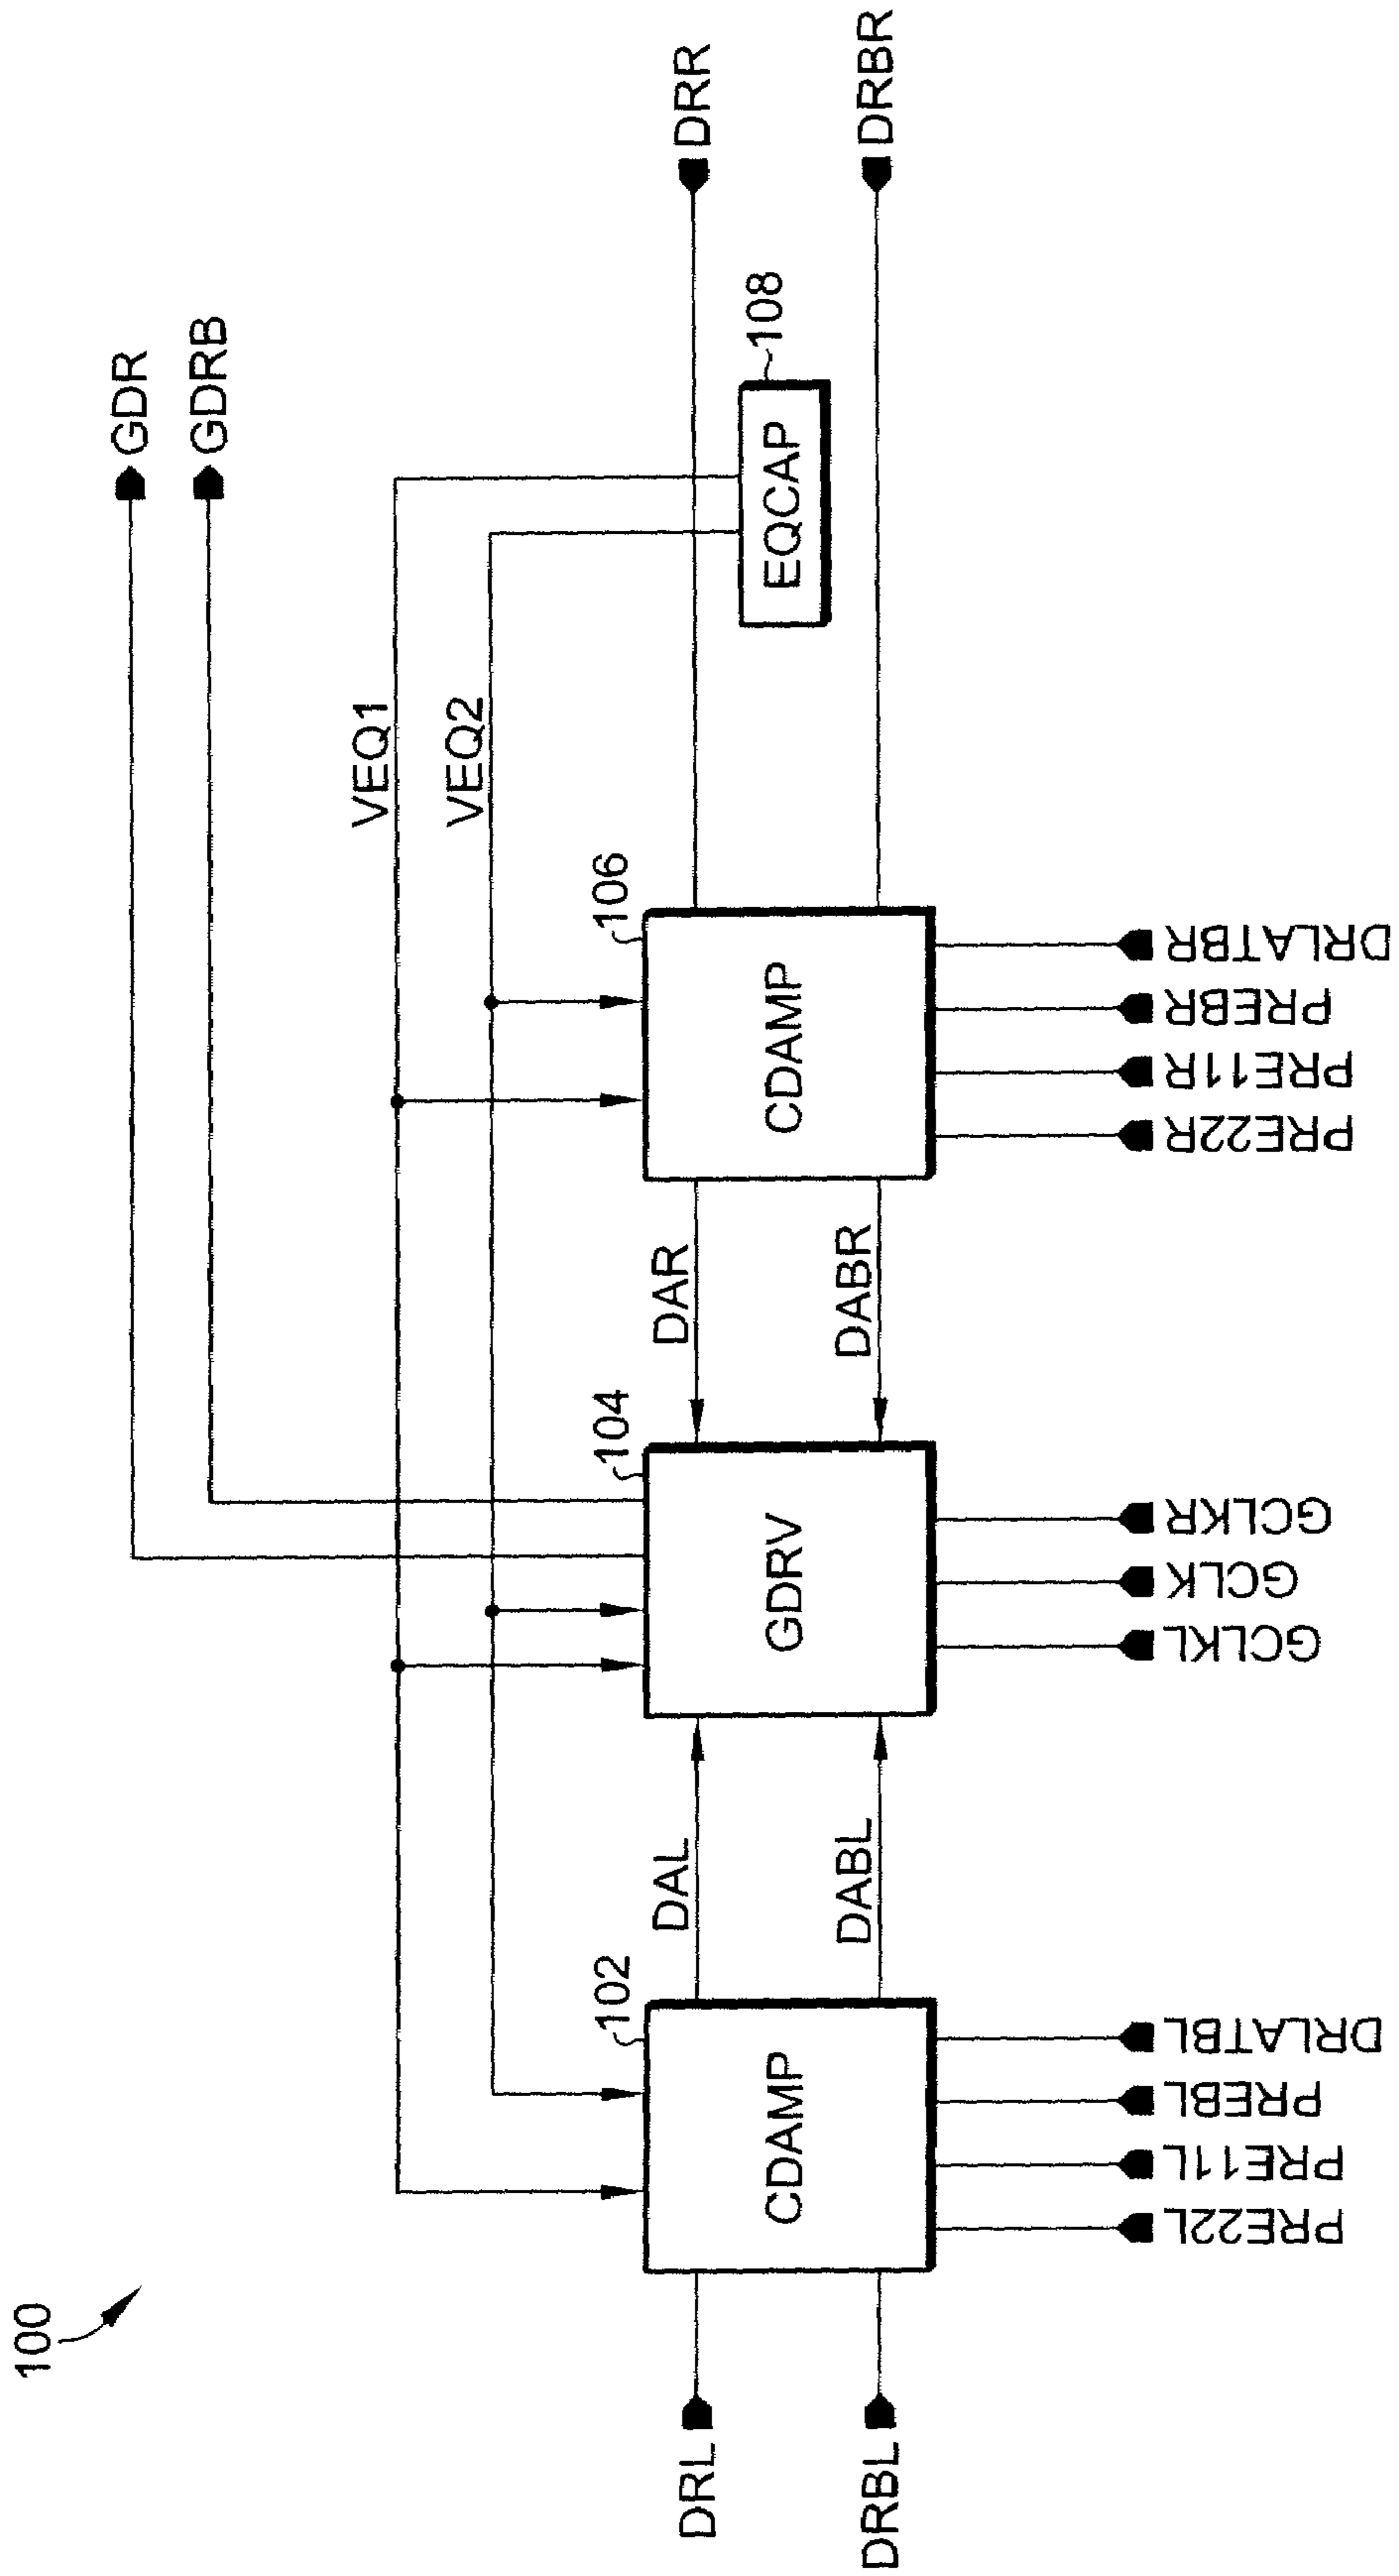 100
GDR
GDRB
VEQ1
VEQ2
102
104
106
108
DRL
DRBL
CDAMP
DAL
DABL
GDRV
DAR
DABR
CDAMP
EQCAP
DRR
DRBR
PRE22L
PRE11L
PREBL
DRLATBL
GCLKL
GCLK
GCLKR
PRE22R
PRE11R
PREBR
DRLATBR